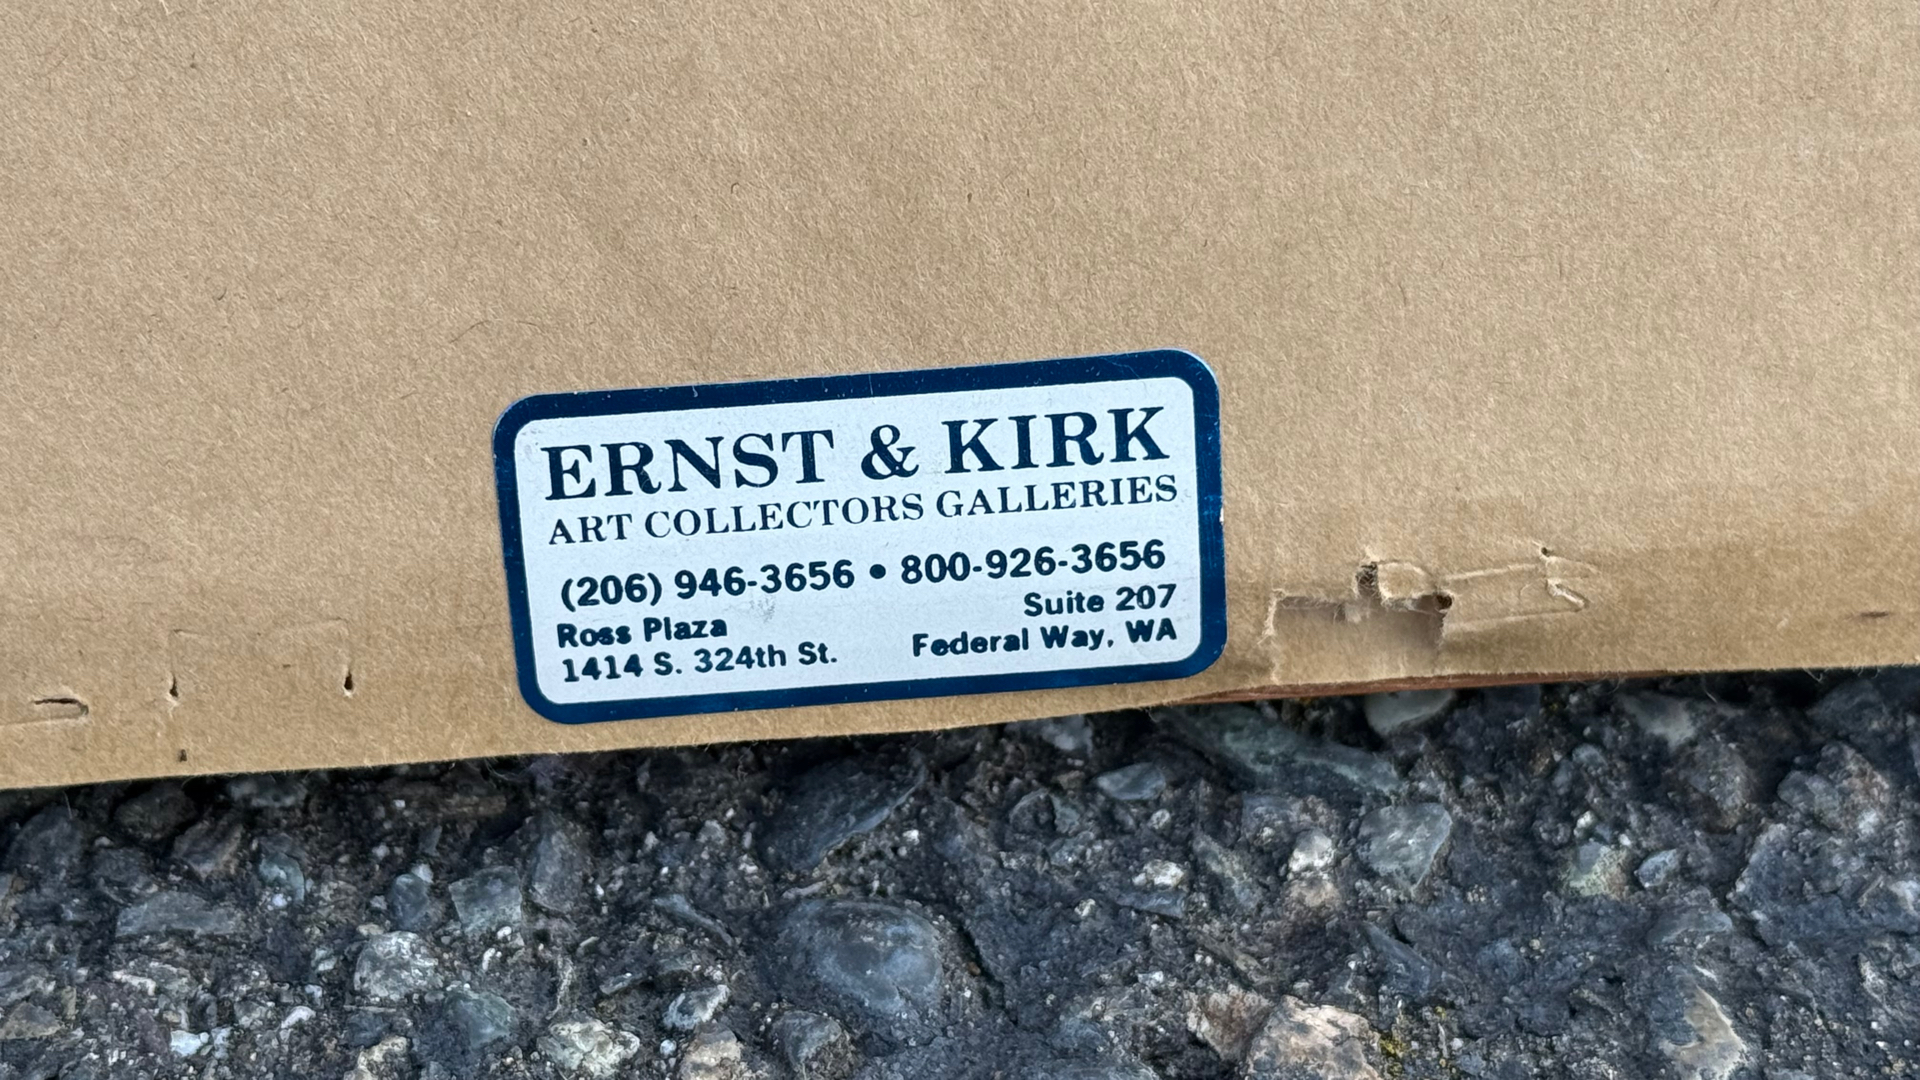 ERNST & KIRK
ART COLLECTORS GALLERIES
(206) 946-3656 • 800-926-3656
Ross Plaza Suite 207
1414 S. 324th St. Federal Way, WA